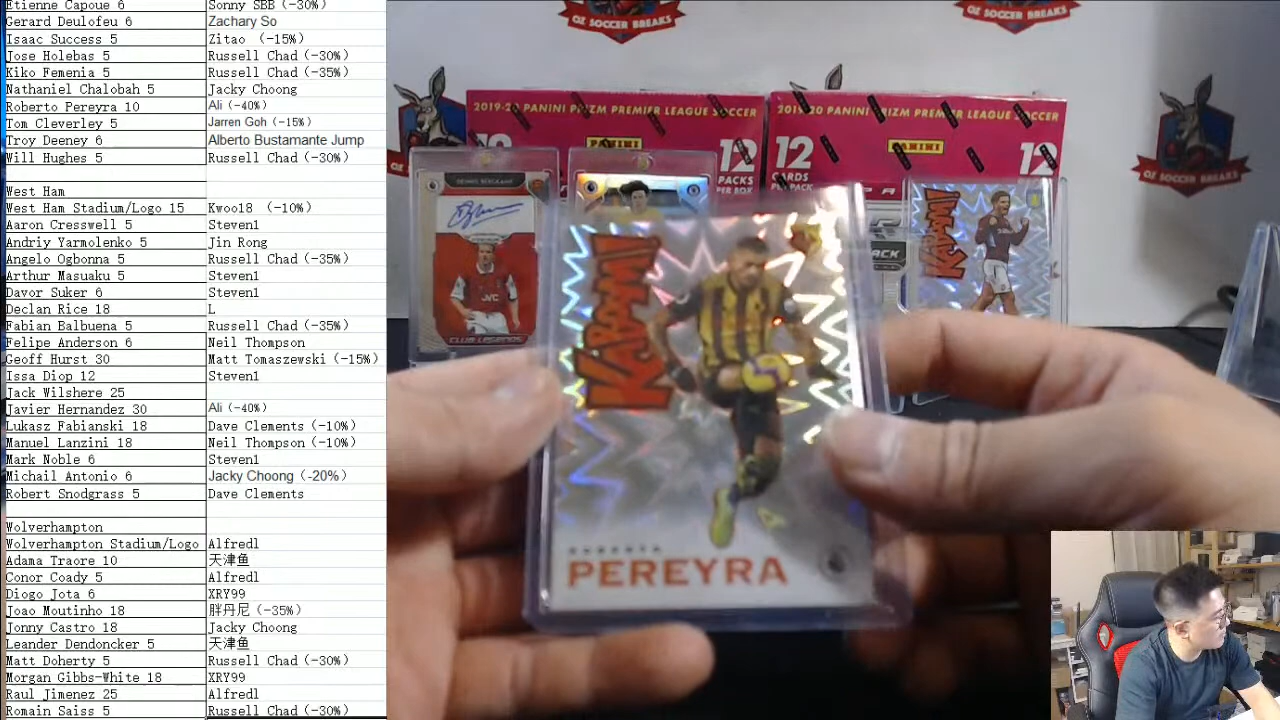 Etienne Capoue 6 Sonny SBB (-30%)
Gerard Deulofeu 6 Zachary So
Isaac Success 5 Zitao (-15%)
Jose Holebas 5 Russell Chad (-30%)
Kiko Femenia 5 Russell Chad (-35%)
Nathaniel Chalobah 5 Jacky Choong
Roberto Pereyra 10 Ali (-40%)
Tom Cleverley 5 Jarren Goh (-15%)
Troy Deeney 6 Alberto Bustamante Jump
Will Hughes 5 Russell Chad (-30%)
West Ham
West Ham Stadium/Logo 15 Kwoo18 (-10%)
Aaron Cresswell 5 Steven1
Andriy Yarmolenko 5 Jin Rong
Angelo Ogbonna 5 Russell Chad (-35%)
Arthur Masuaku 5 Steven1
Davor Suker 6 Steven1
Declan Rice 18 L
Fabian Balbuena 5 Russell Chad (-35%)
Felipe Anderson 6 Neil Thompson
Geoff Hurst 30 Matt Tomaszewski (-15%)
Issa Diop 12 Steven1
Jack Wilshere 25
Javier Hernandez 30 Ali (-40%)
Lukasz Fabianski 18 Dave Clements (-10%)
Manuel Lanzini 18 Neil Thompson (-10%)
Mark Noble 6 Steven1
Michail Antonio 6 Jacky Choong (-20%)
Robert Snodgrass 5 Dave Clements
Wolverhampton
Wolverhampton Stadium/Logo Alfredl
Adama Traore 10 天津鱼
Conor Coady 5 Alfredl
Diogo Jota 6 XRY99
Joao Moutinho 18 胖丹尼 (-35%)
Jonny Castro 18 Jacky Choong
Leander Dendoncker 5 天津鱼
Matt Doherty 5 Russell Chad (-30%)
Morgan Gibbs-White 18 XRY99
Raul Jimenez 25 Alfredl
Romain Saiss 5 Russell Chad (-30%)
OZ SOCCER BREAKS
OZ SOCCER BREAKS
2019-20 PANINI PRIZM PREMIER LEAGUE SOCCER
PANINI
12
12
PACKS
PER BOX
2019-20 PANINI PRIZM PREMIER LEAGUE SOCCER
PANINI
12
CARDS
PER PACK
12
DENNIS BERGKAMP
JVC
CLUB LEGENDS
KABOOM!
KABOOM!
ROBERTO
PEREYRA